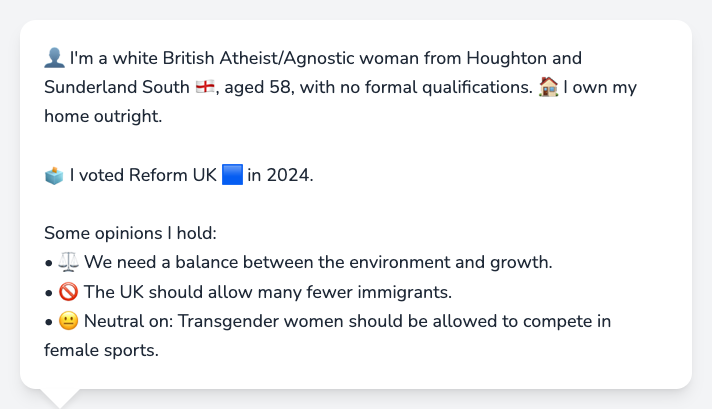 👤 I'm a white British Atheist/Agnostic woman from Houghton and
Sunderland South 🏴󠁧󠁢󠁥󠁮󠁧󠁿, aged 58, with no formal qualifications. 🏠 I own my
home outright.
🗳️ I voted Reform UK 🟦 in 2024.
Some opinions I hold:
• ⚖️ We need a balance between the environment and growth.
• 🚫 The UK should allow many fewer immigrants.
• 😐 Neutral on: Transgender women should be allowed to compete in
female sports.